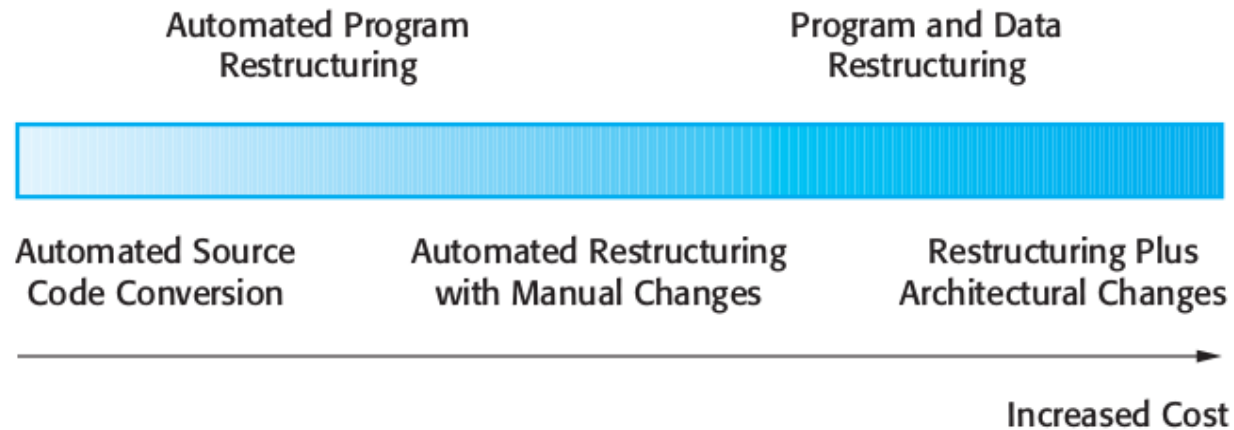 Automated Program
Restructuring
Program and Data
Restructuring
Automated Source
Code Conversion
Automated Restructuring
with Manual Changes
Restructuring Plus
Architectural Changes
Increased Cost